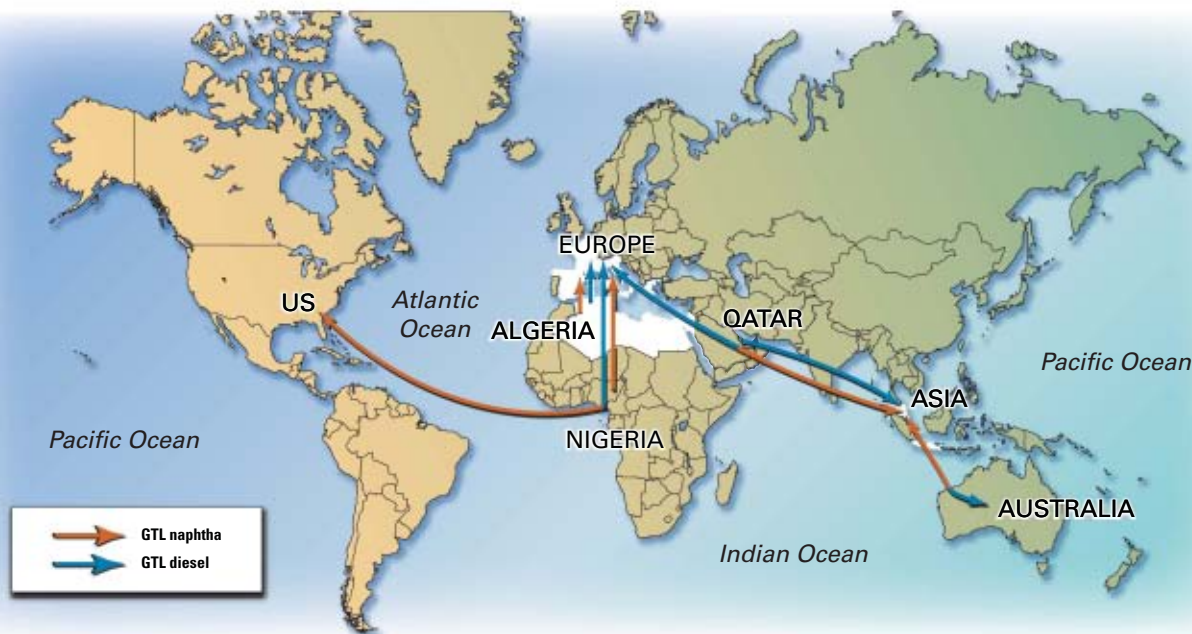 EUROPE
US
Atlantic
Ocean
ALGERIA
QATAR
Pacific Ocean
ASIA
Pacific Ocean
NIGERIA
AUSTRALIA
GTL naphtha
GTL diesel
Indian Ocean